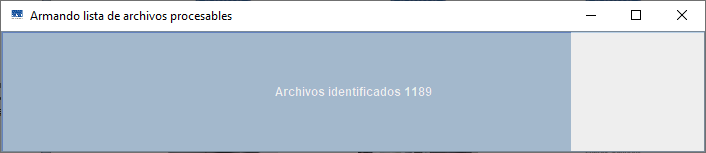 Armando lista de archivos procesables
Archivos identificados 1189